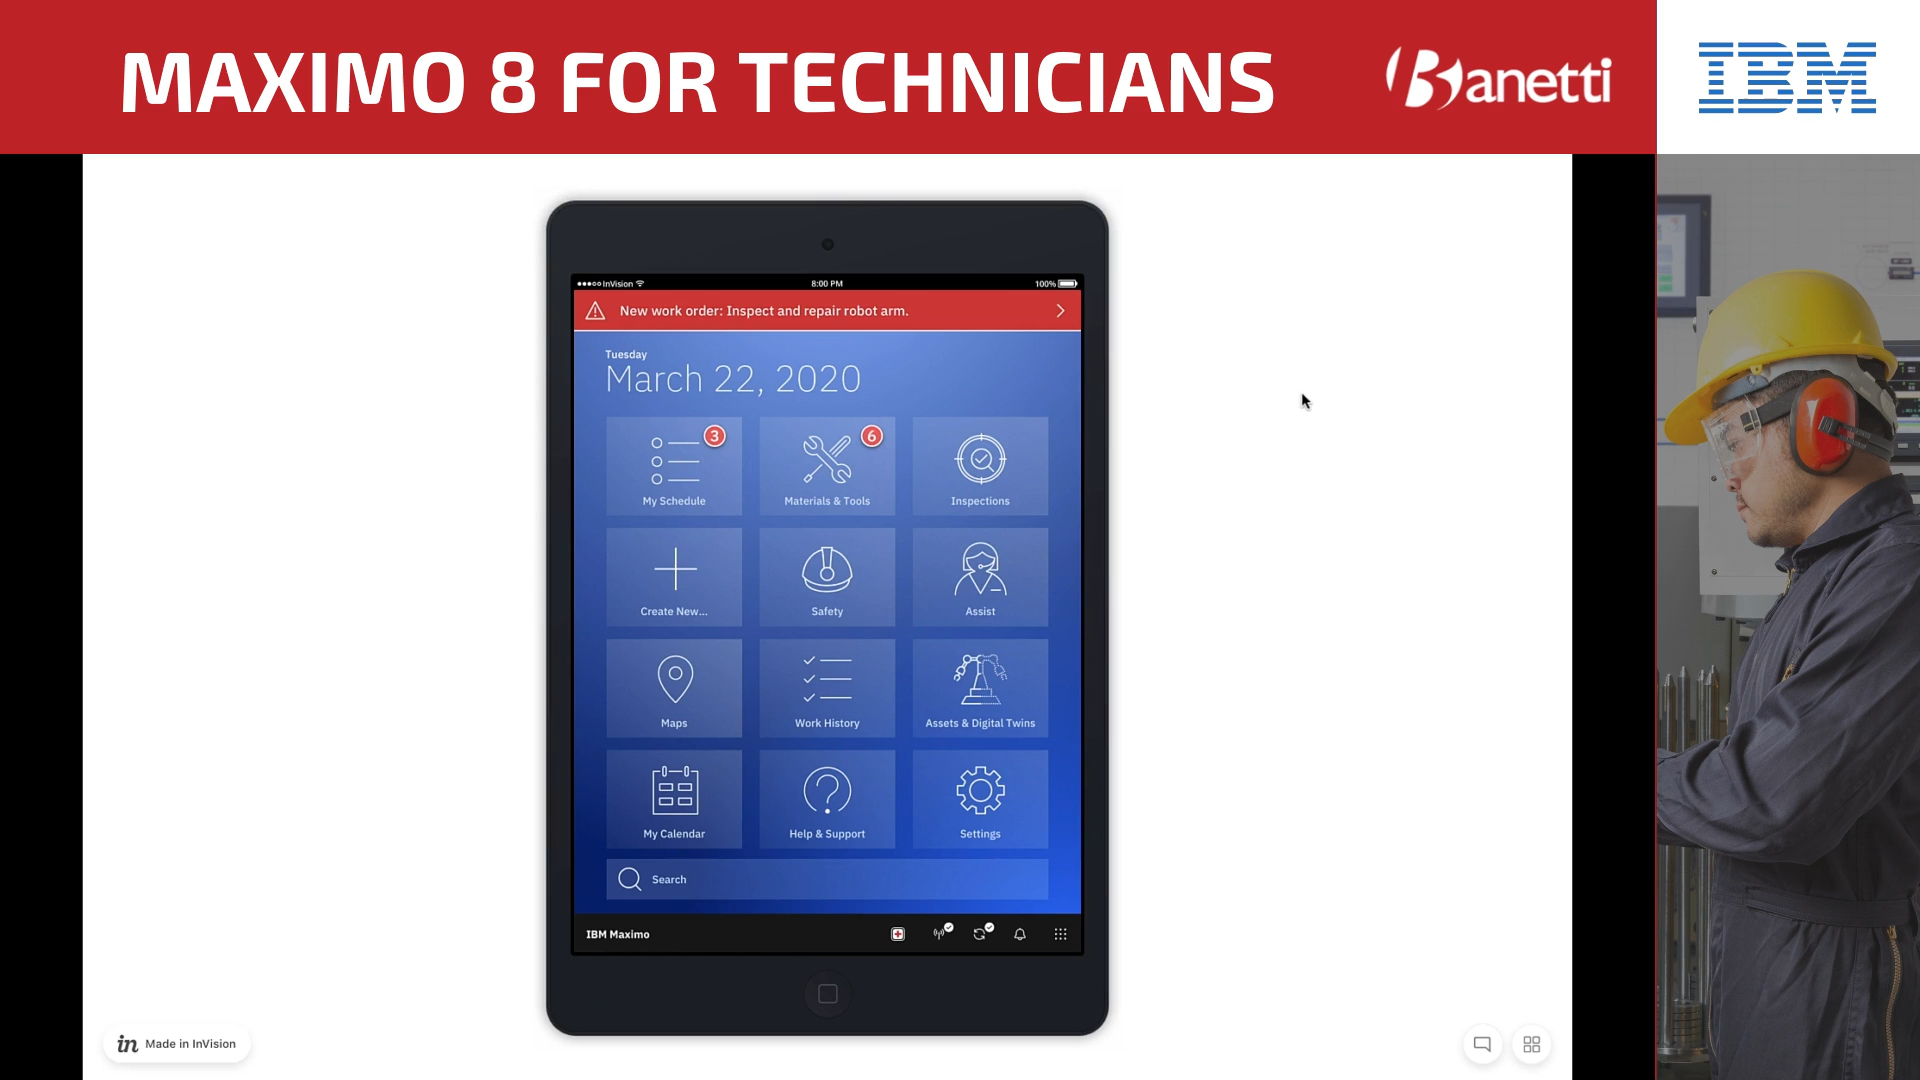 MAXIMO 8 FOR TECHNICIANS
Banetti
IBM
InVision
8:00 PM
100%
New work order: Inspect and repair robot arm.
Tuesday
March 22, 2020
3
6
My Schedule
Materials & Tools
Inspections
Create New...
Safety
Assist
Maps
Work History
Assets & Digital Twins
My Calendar
Help & Support
Settings
Search
IBM Maximo
in Made in InVision